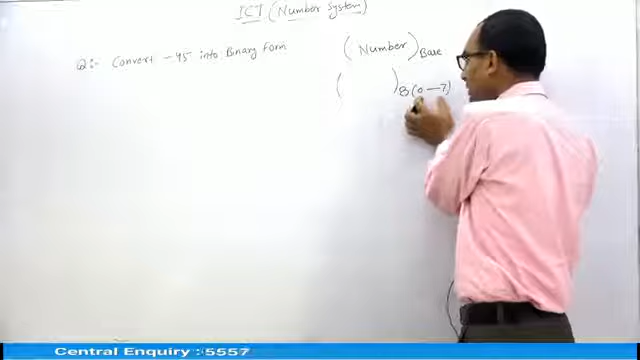 ICT (Number System)
Q:- Convert -45 into Binary form
(Number)Base
(    )8 (0-7)
Central Enquiry : 5557